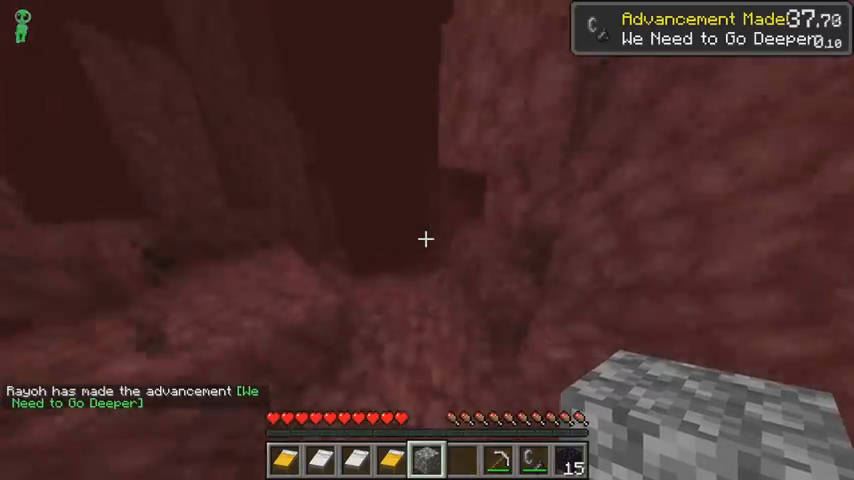 Advancement Made
37.78
We Need to Go Deeper
0.10
Rayoh has made the advancement [We
Need to Go Deeper]
15